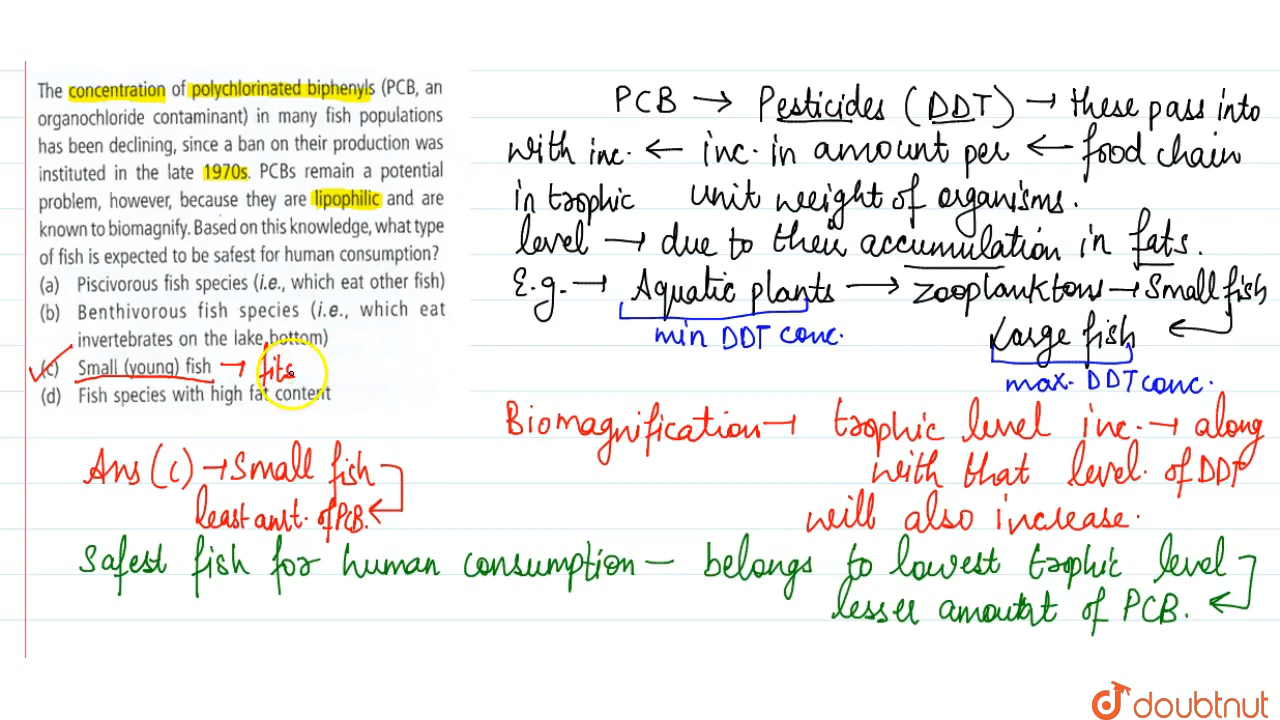 The concentration of polychlorinated biphenyls (PCB, an
organochloride contaminant) in many fish populations
has been declining, since a ban on their production was
instituted in the late 1970s. PCBs remain a potential
problem, however, because they are lipophilic and are
known to biomagnify. Based on this knowledge, what type
of fish is expected to be safest for human consumption?
(a) Piscivorous fish species (i.e., which eat other fish)
(b) Benthivorous fish species (i.e., which eat
invertebrates on the lake bottom)
(c) Small (young) fish → fits
(d) Fish species with high fat content
PCB → Pesticides (DDT) → these pass into
with inc. ← inc. in amount per ← food chain
in trophic unit weight of organisms.
level → due to their accumulation in fats.
E.g. → Aquatic plants → zooplanktons → Small fish
min DDT conc. Large fish
max. DDT conc.
Biomagnification → trophic level inc. → along
with that level of DDT
will also increase.
Ans (c) → Small fish
least amt. of PCB.
Safest fish for human consumption — belongs to lowest trophic level
lesser amount of PCB.
doubtnut